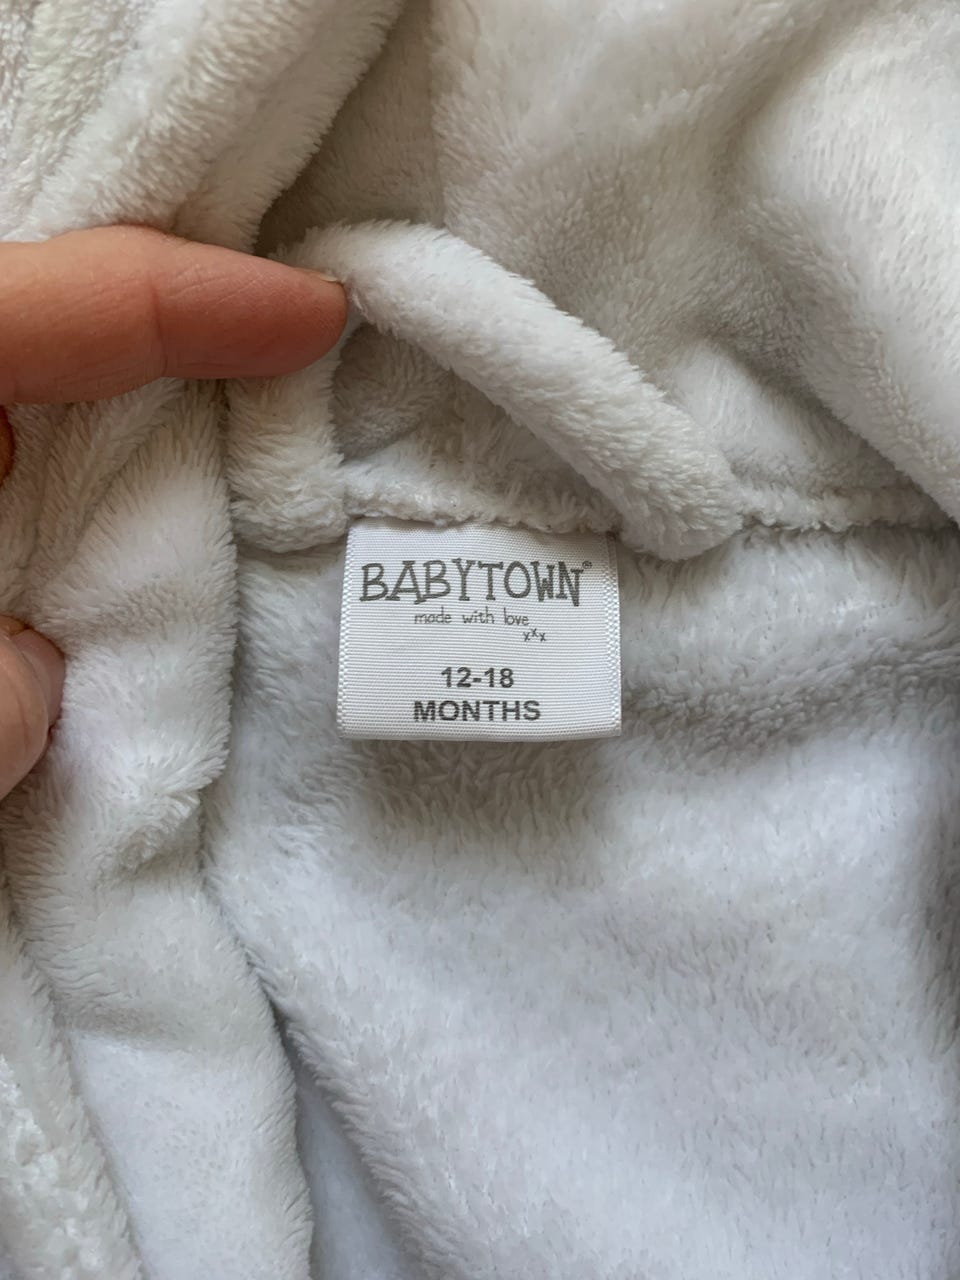 BABYTOWN®
made with love
xxx
12-18
MONTHS